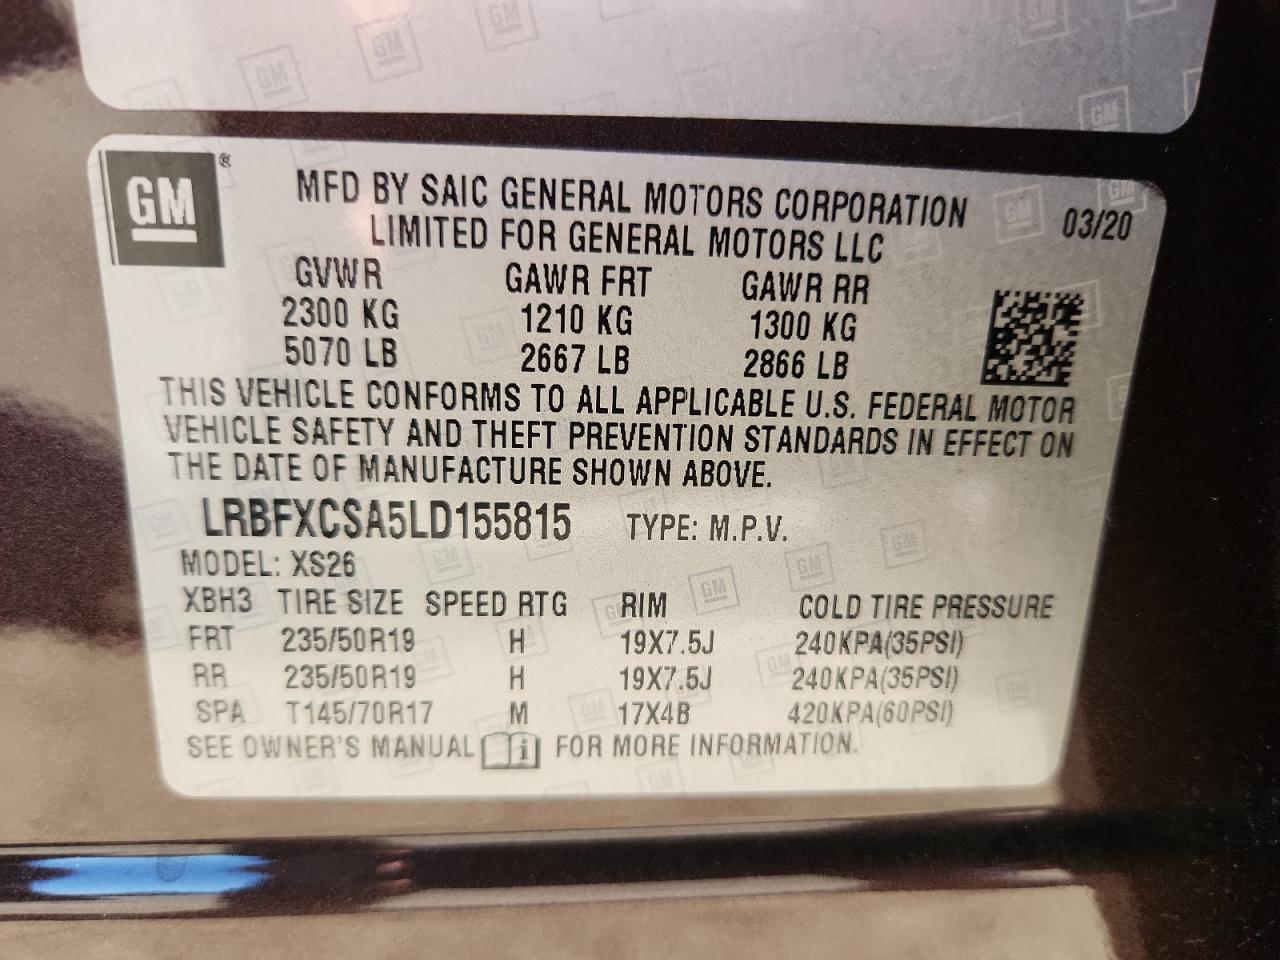 GM ®
MFD BY SAIC GENERAL MOTORS CORPORATION
LIMITED FOR GENERAL MOTORS LLC
03/20
GVWR GAWR FRT GAWR RR
2300 KG 1210 KG 1300 KG
5070 LB 2667 LB 2866 LB
THIS VEHICLE CONFORMS TO ALL APPLICABLE U.S. FEDERAL MOTOR
VEHICLE SAFETY AND THEFT PREVENTION STANDARDS IN EFFECT ON
THE DATE OF MANUFACTURE SHOWN ABOVE.
LRBFXCSA5LD155815 TYPE: M.P.V.
MODEL: XS26
XBH3 TIRE SIZE SPEED RTG RIM COLD TIRE PRESSURE
FRT 235/50R19 H 19X7.5J 240KPA(35PSI)
RR 235/50R19 H 19X7.5J 240KPA(35PSI)
SPA T145/70R17 M 17X4B 420KPA(60PSI)
SEE OWNER'S MANUAL i FOR MORE INFORMATION.